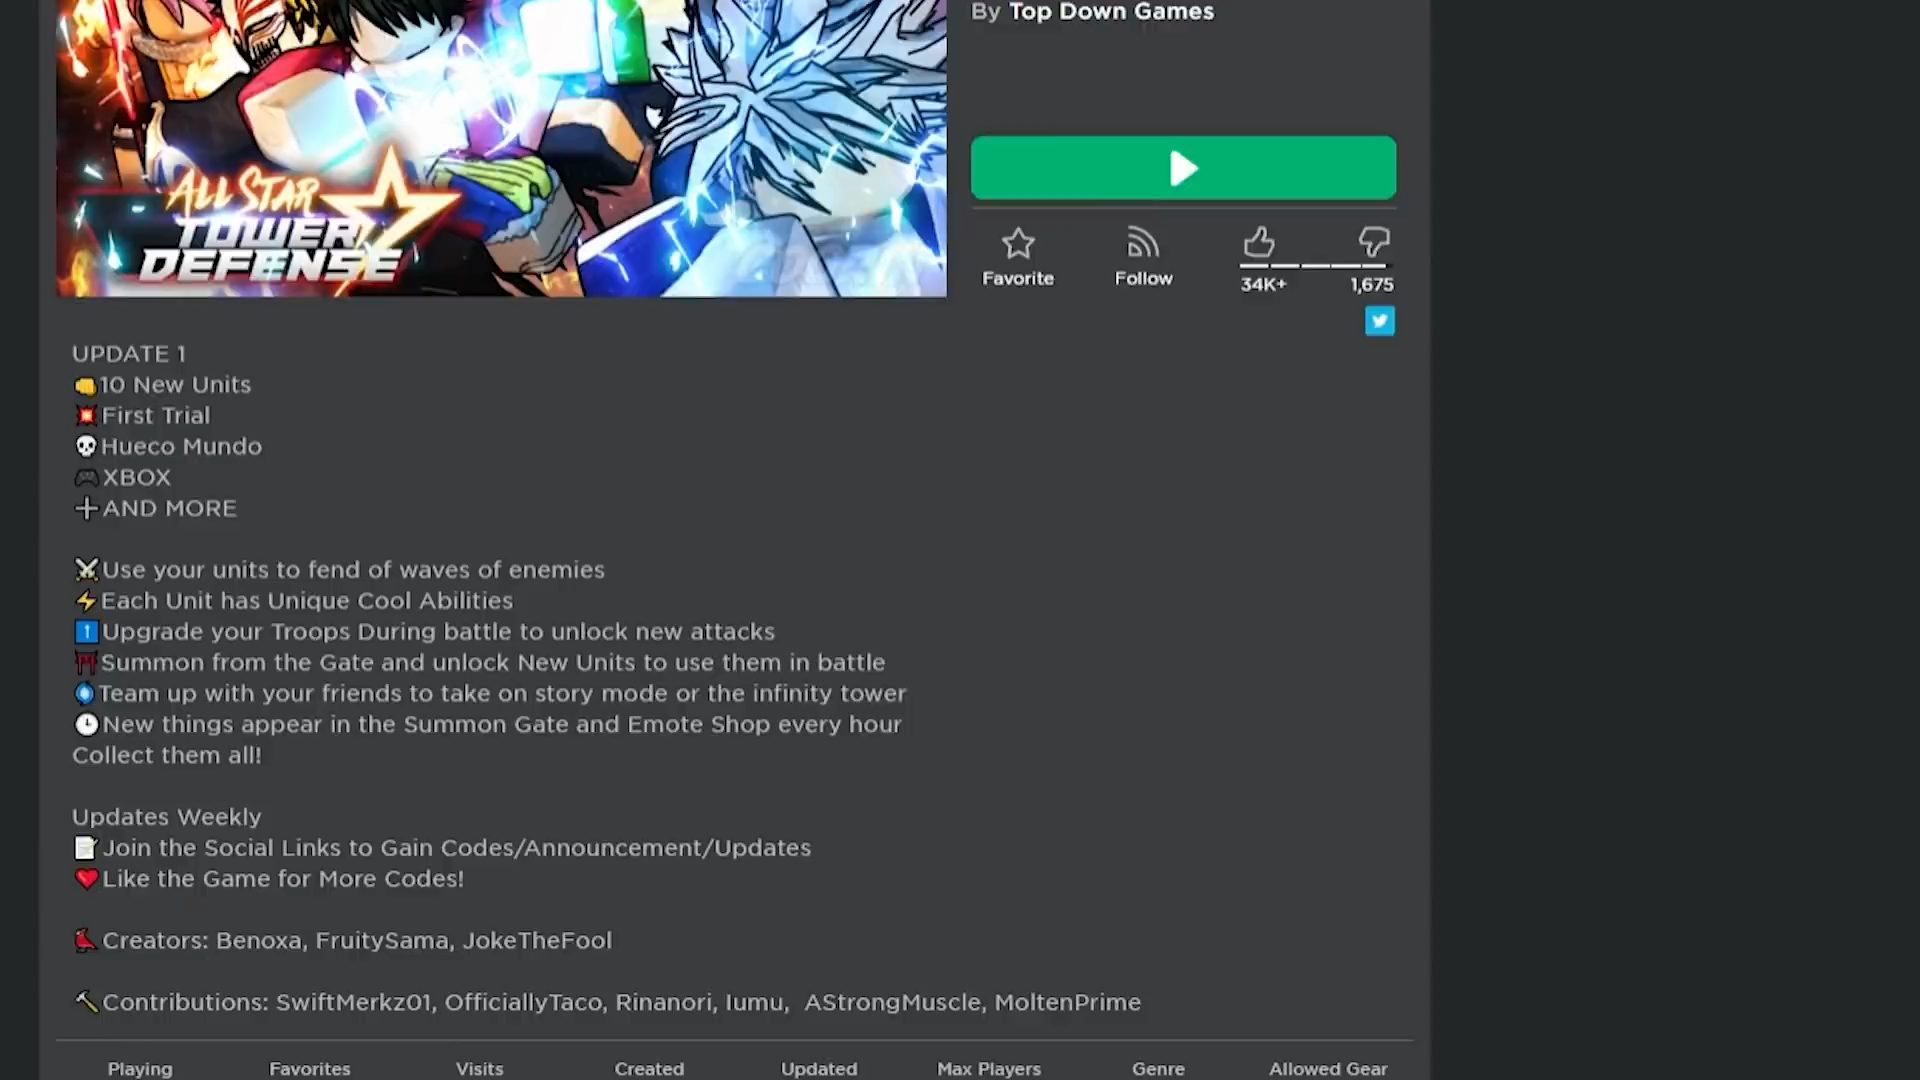 By Top Down Games
ALL STAR
TOWER
DEFENSE
Favorite
Follow
34K+
1,675
UPDATE 1
👊10 New Units
💥First Trial
💀Hueco Mundo
🎮XBOX
➕AND MORE
⚔Use your units to fend of waves of enemies
⚡Each Unit has Unique Cool Abilities
⬆Upgrade your Troops During battle to unlock new attacks
⛩Summon from the Gate and unlock New Units to use them in battle
🌀Team up with your friends to take on story mode or the infinity tower
🕒New things appear in the Summon Gate and Emote Shop every hour
Collect them all!
Updates Weekly
📝Join the Social Links to Gain Codes/Announcement/Updates
❤Like the Game for More Codes!
Creators: Benoxa, FruitySama, JokeTheFool
🔨Contributions: SwiftMerkz01, OfficiallyTaco, Rinanori, Iumu, AStrongMuscle, MoltenPrime
Playing
Favorites
Visits
Created
Updated
Max Players
Genre
Allowed Gear